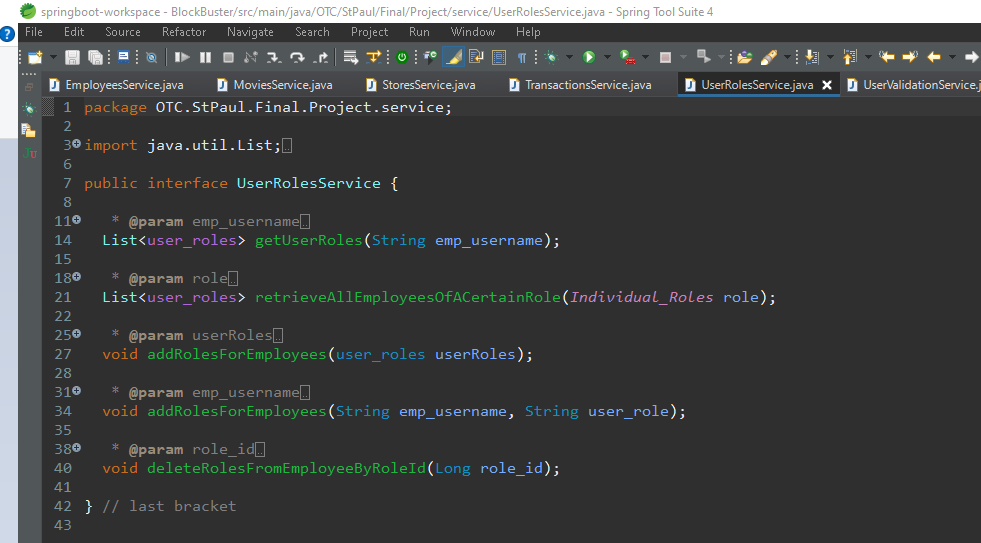 springboot-workspace - BlockBuster/src/main/java/OTC/StPaul/Final/Project/service/UserRolesService.java - Spring Tool Suite 4
File Edit Source Refactor Navigate Search Project Run Window Help
EmployeesService.java MoviesService.java StoresService.java TransactionsService.java UserRolesService.java UserValidationService.j
1 package OTC.StPaul.Final.Project.service;
2
3 import java.util.List;
6
7 public interface UserRolesService {
8
11 * @param emp_username
14 List<user_roles> getUserRoles(String emp_username);
15
18 * @param role
21 List<user_roles> retrieveAllEmployeesOfACertainRole(Individual_Roles role);
22
25 * @param userRoles
27 void addRolesForEmployees(user_roles userRoles);
28
31 * @param emp_username
34 void addRolesForEmployees(String emp_username, String user_role);
35
38 * @param role_id
40 void deleteRolesFromEmployeeByRoleId(Long role_id);
41
42 } // last bracket
43